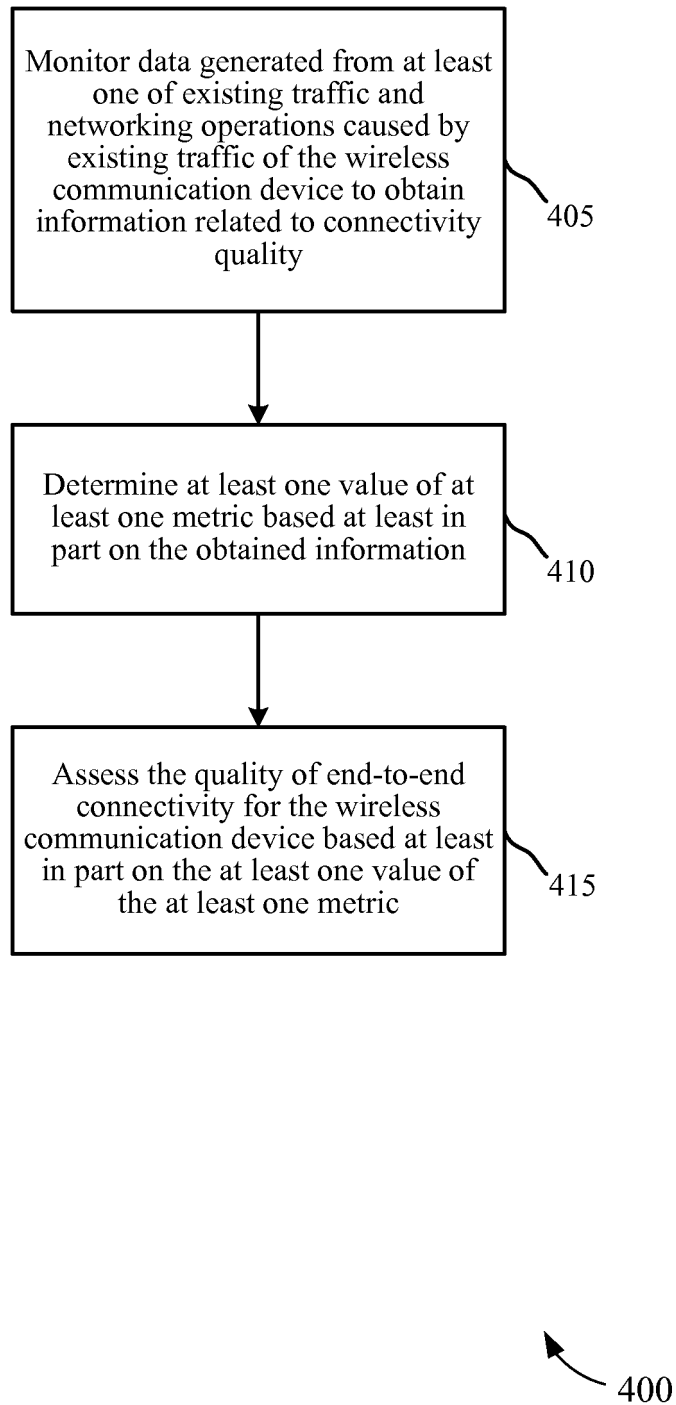 Monitor data generated from at least
one of existing traffic and
networking operations caused by
existing traffic of the wireless
communication device to obtain
information related to connectivity
quality
405
Determine at least one value of at
least one metric based at least in
part on the obtained information
410
Assess the quality of end-to-end
connectivity for the wireless
communication device based at least
in part on the at least one value of
the at least one metric
415
400